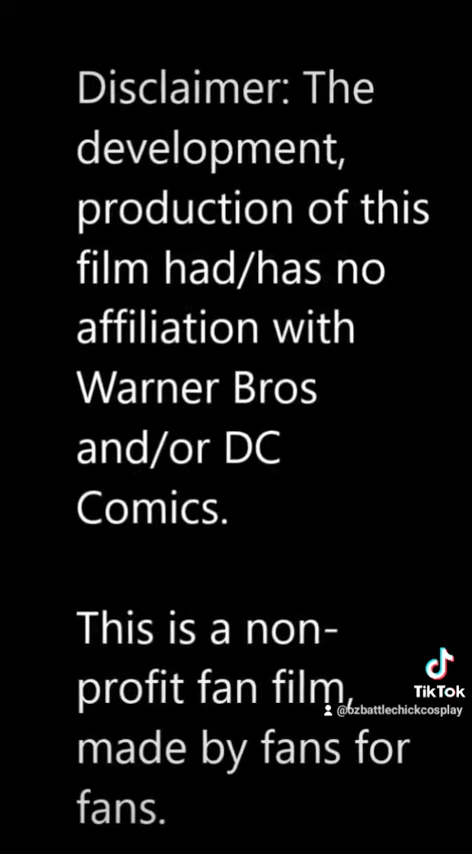 Disclaimer: The
development,
production of this
film had/has no
affiliation with
Warner Bros
and/or DC
Comics.
This is a non-
profit fan film,
made by fans for
fans.
TikTok
@ozbattlechickcosplay